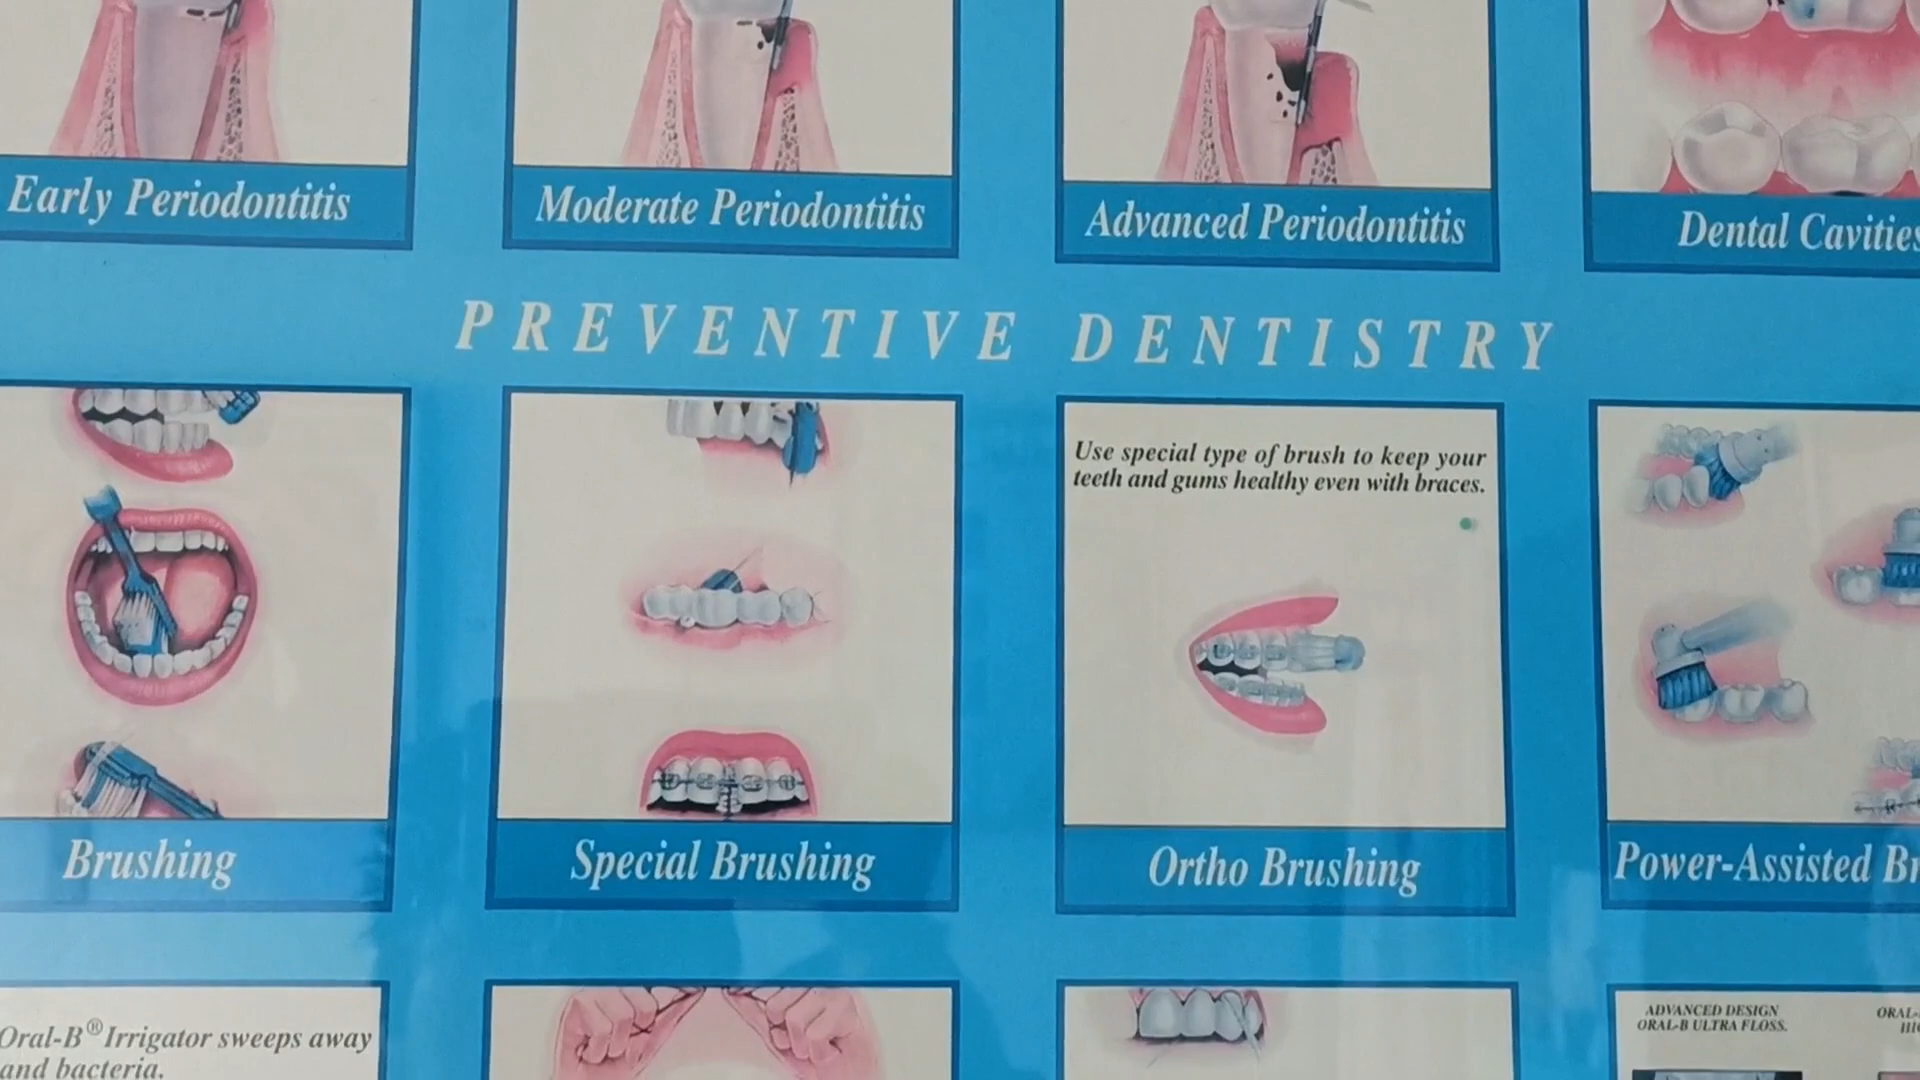 Early Periodontitis
Moderate Periodontitis
Advanced Periodontitis
Dental Cavities
PREVENTIVE DENTISTRY
Use special type of brush to keep your
teeth and gums healthy even with braces.
Brushing
Special Brushing
Ortho Brushing
Power-Assisted
Oral-B® Irrigator sweeps away
and bacteria.
ADVANCED DESIGN
ORAL-B ULTRA FLOSS.